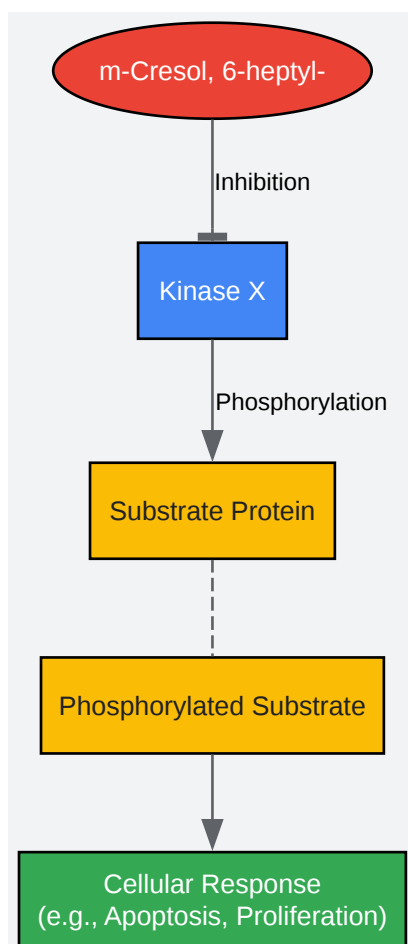 m-Cresol, 6-heptyl-
Inhibition
Kinase X
Phosphorylation
Substrate Protein
Phosphorylated Substrate
Cellular Response
(e.g., Apoptosis, Proliferation)